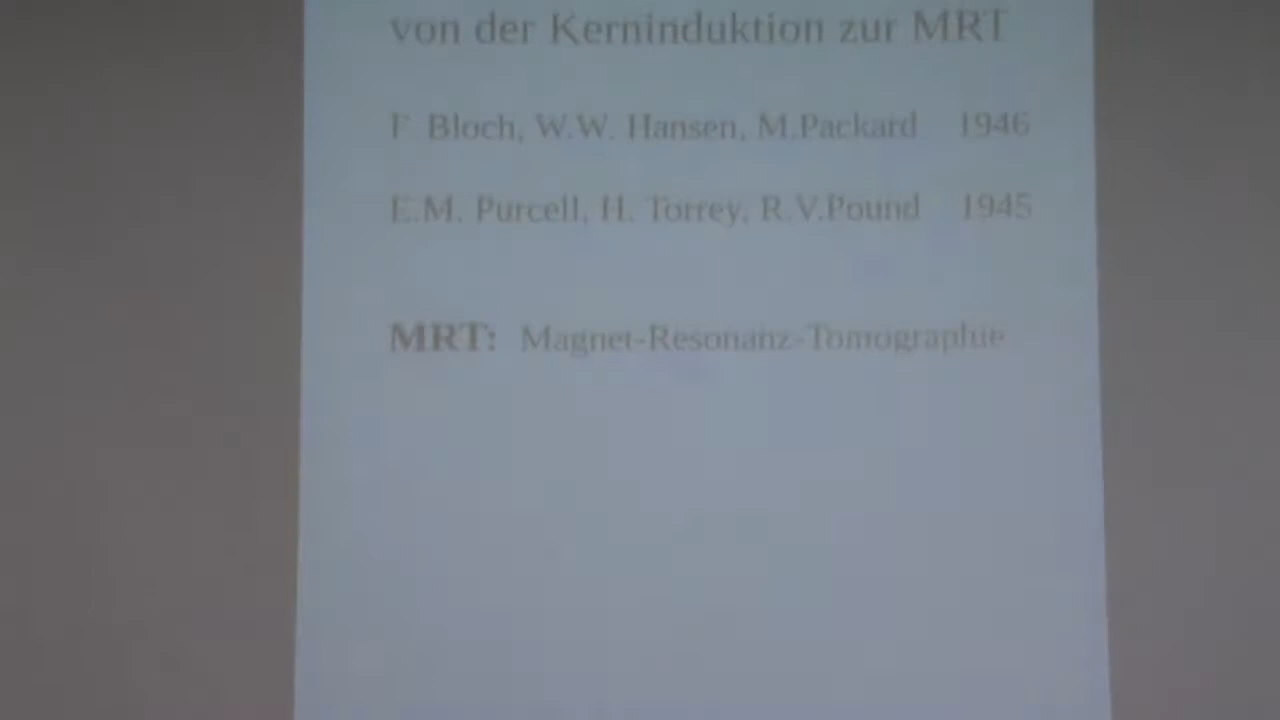 von der Kerninduktion zur MRT
F Bloch, W.W. Hansen, M.Packard 1946
E.M. Purcell, H. Torrey, R.V.Pound 1945
MRT: Magnet-Resonanz-Tomographie